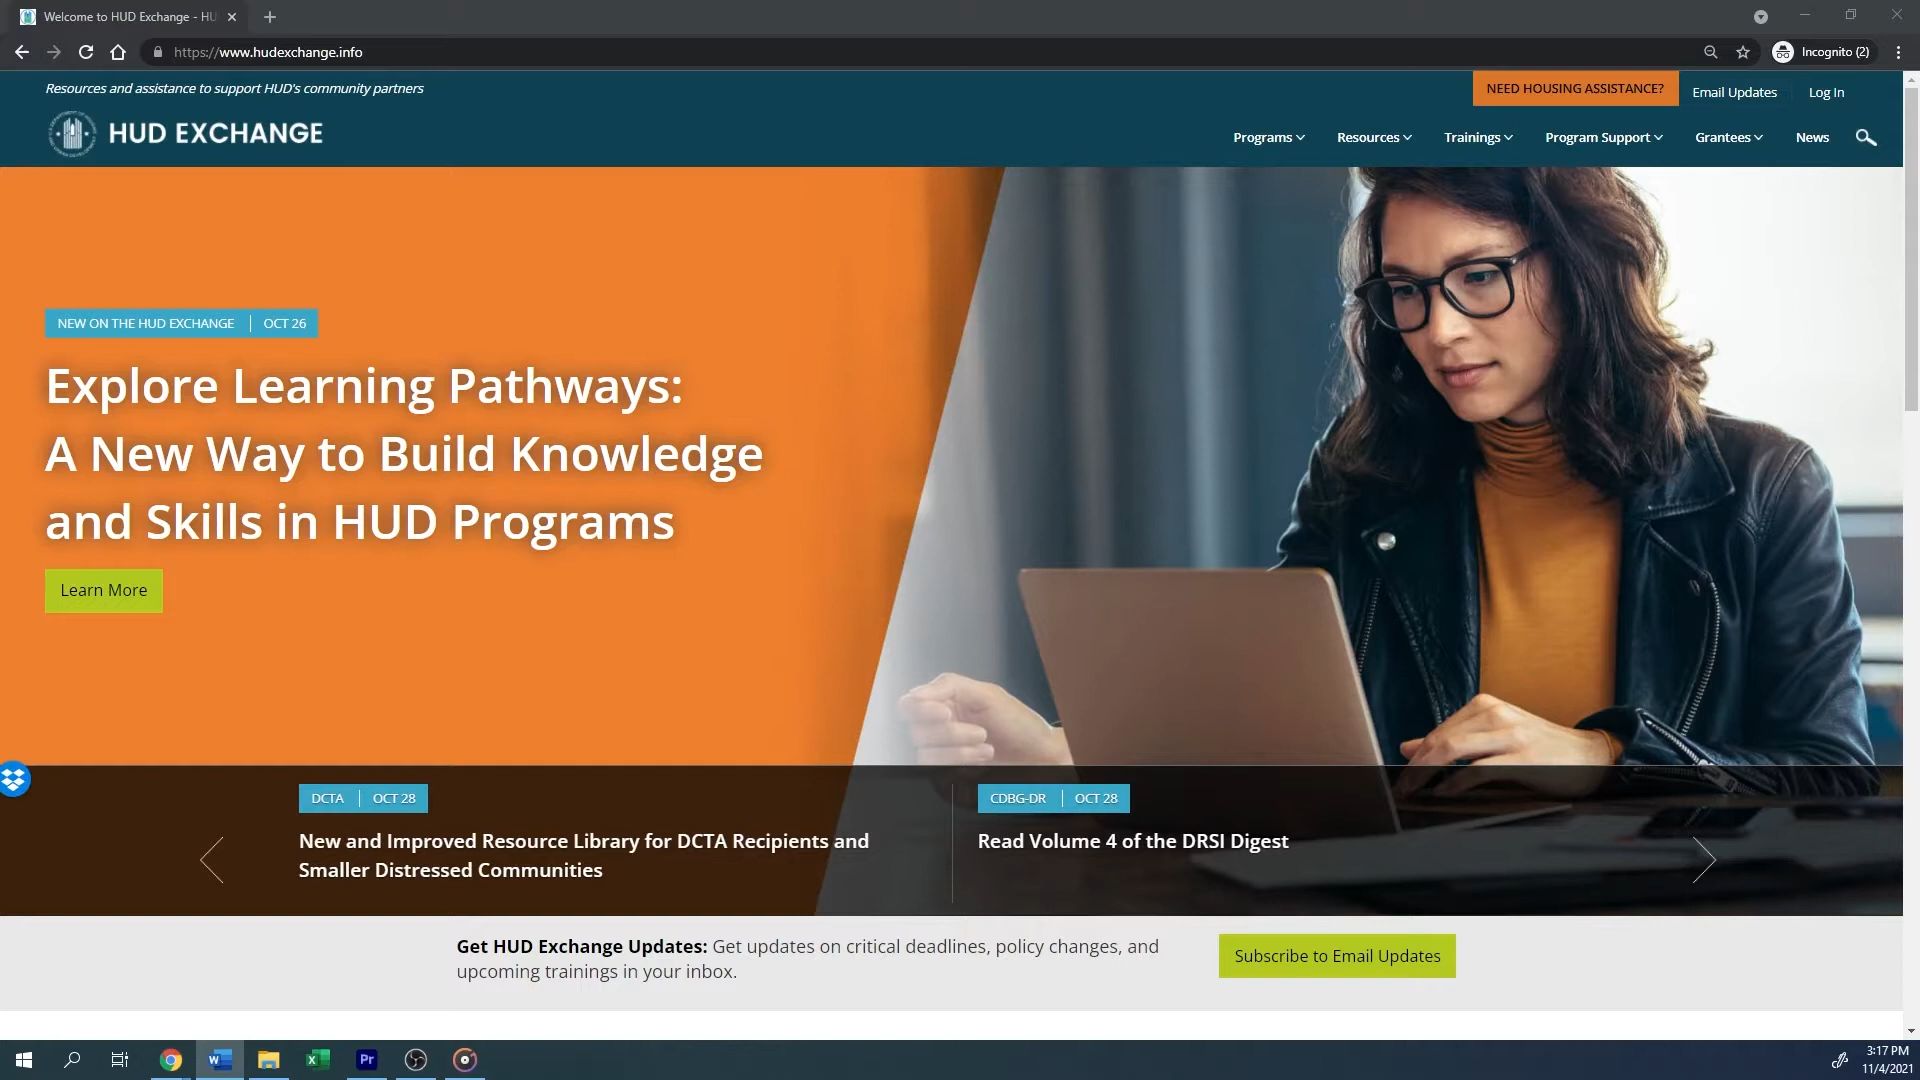 Welcome to HUD Exchange - HU
https://www.hudexchange.info
Incognito (2)
Resources and assistance to support HUD's community partners
NEED HOUSING ASSISTANCE?
Email Updates
Log In
HUD EXCHANGE
Programs
Resources
Trainings
Program Support
Grantees
News
NEW ON THE HUD EXCHANGE | OCT 26
Explore Learning Pathways:
A New Way to Build Knowledge
and Skills in HUD Programs
Learn More
DCTA | OCT 28
New and Improved Resource Library for DCTA Recipients and
Smaller Distressed Communities
CDBG-DR | OCT 28
Read Volume 4 of the DRSI Digest
Get HUD Exchange Updates: Get updates on critical deadlines, policy changes, and
upcoming trainings in your inbox.
Subscribe to Email Updates
Pr
3:17 PM
11/4/2021